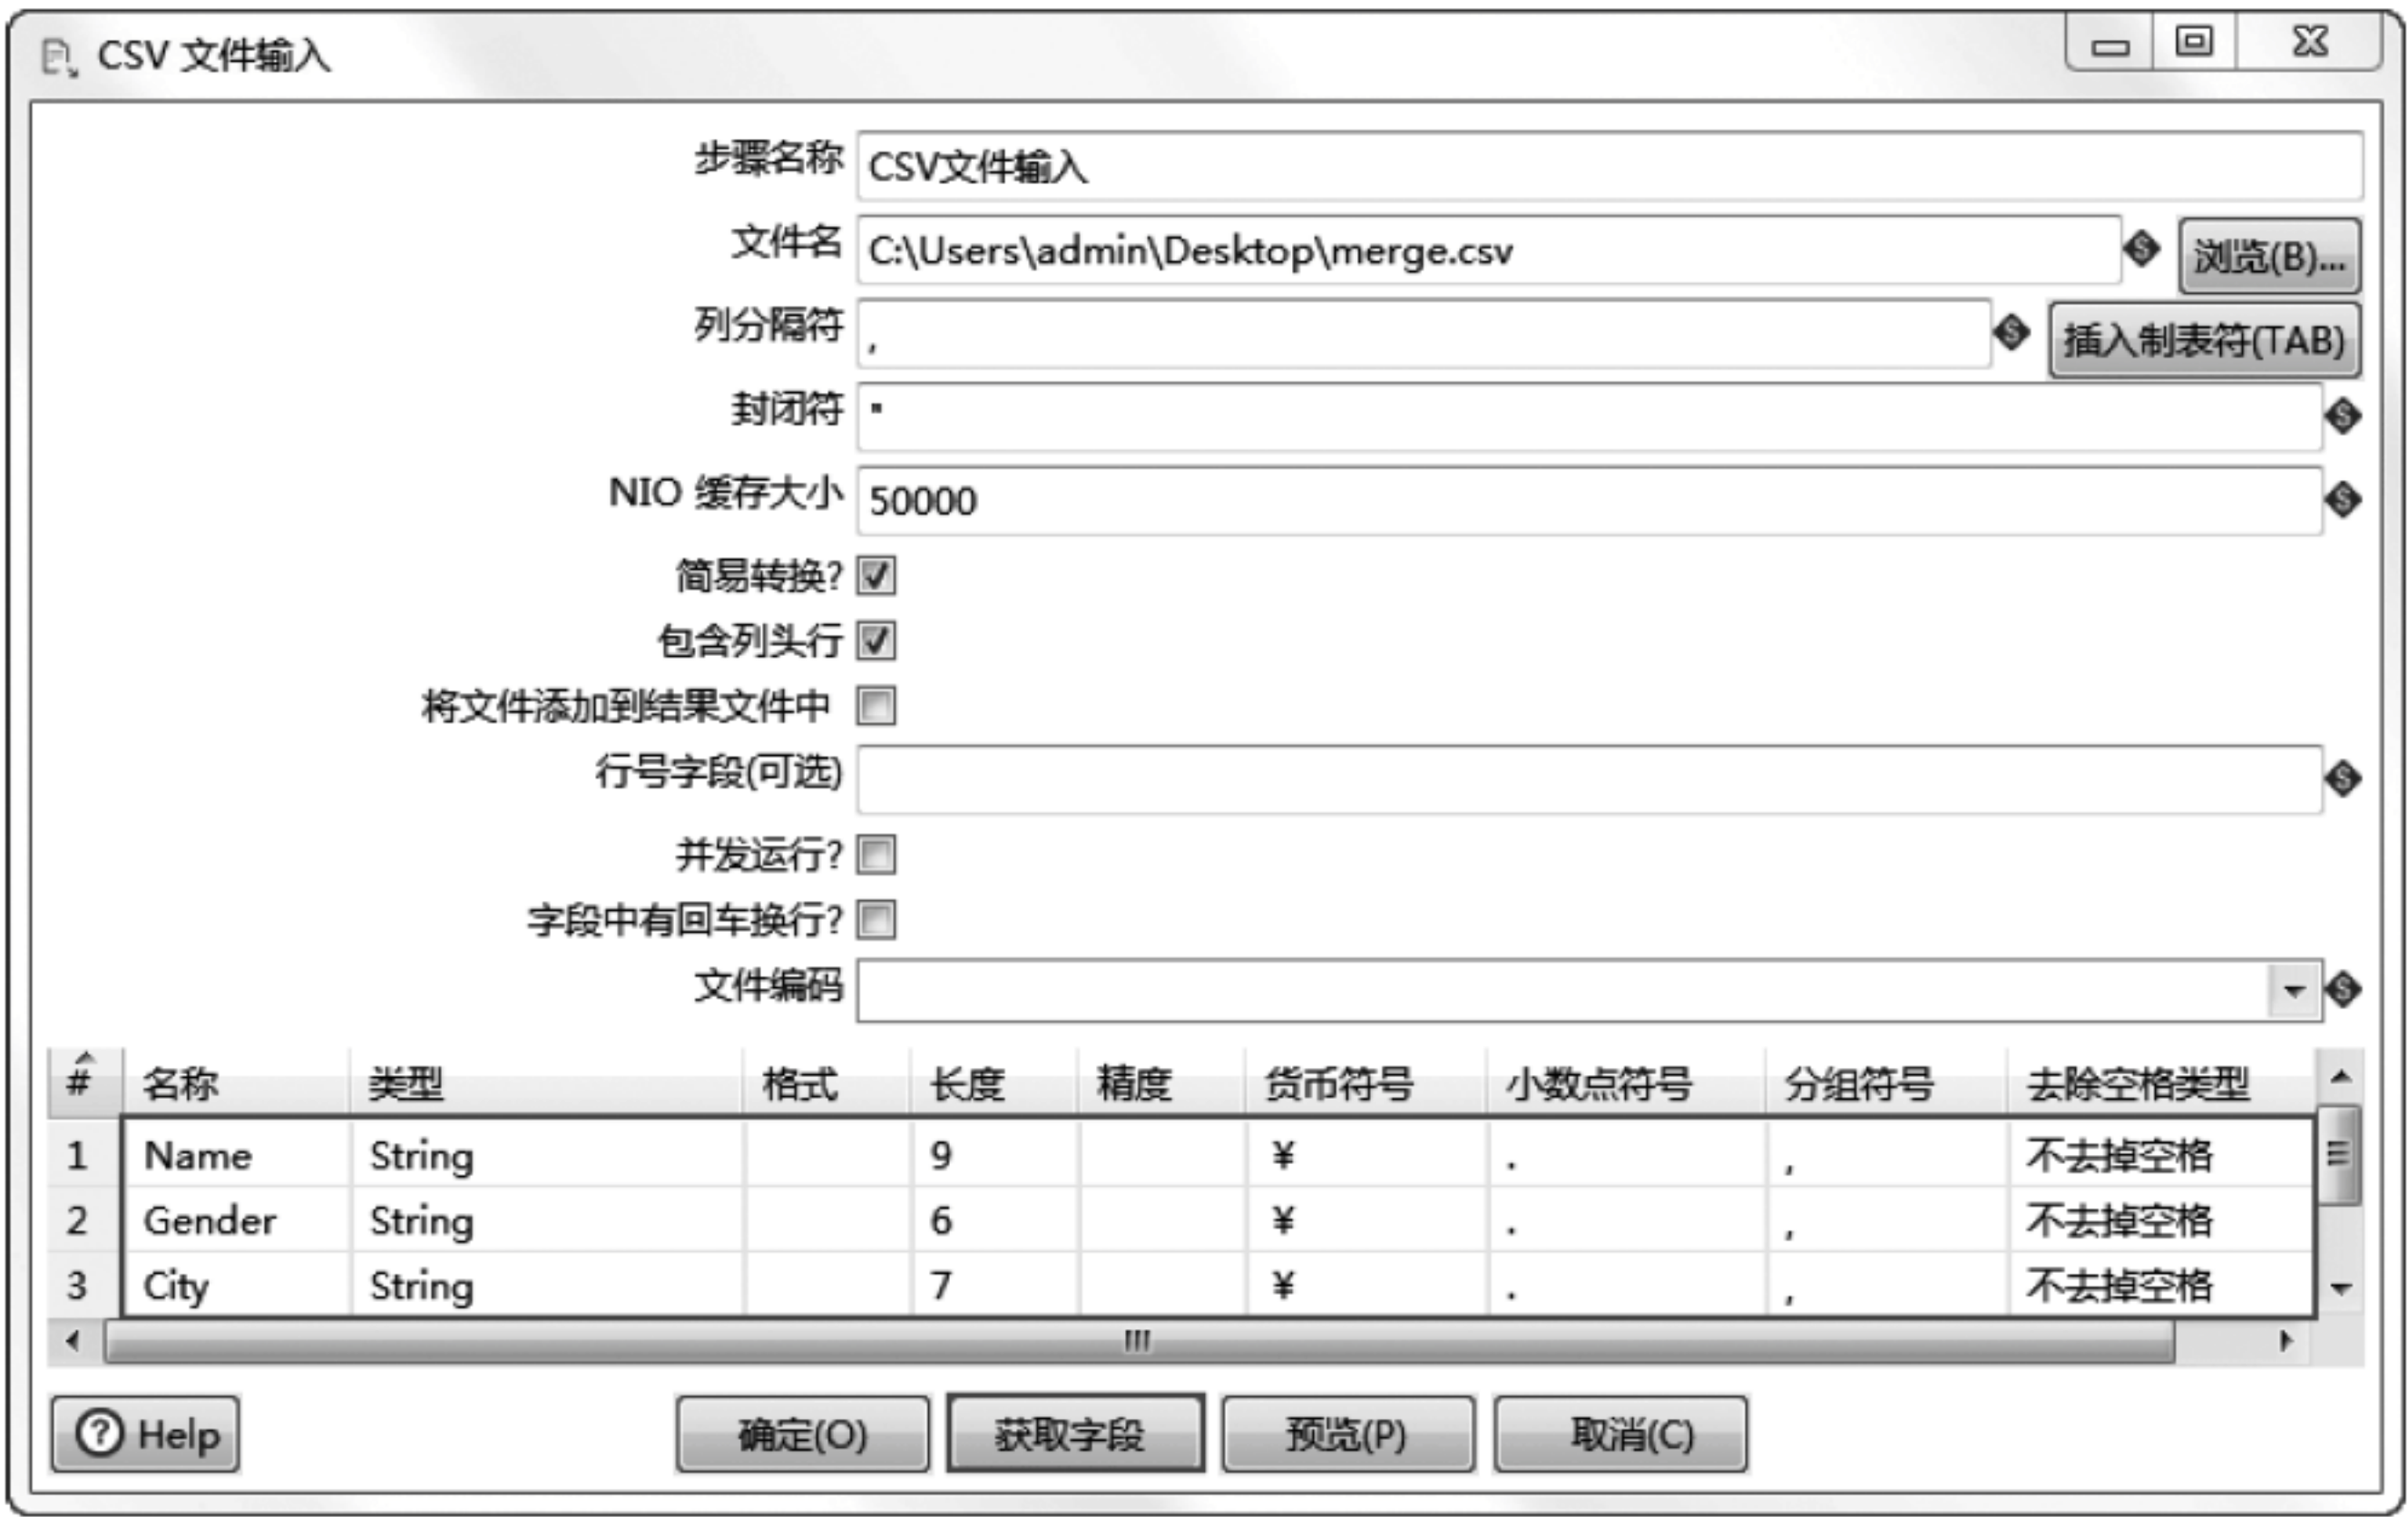 CSV 文件输入
步骤名称 CSV文件输入
文件名 C:\Users\admin\Desktop\merge.csv 浏览(B)...
列分隔符 , 插入制表符(TAB)
封闭符 "
NIO 缓存大小 50000
简易转换?
包含列头行
将文件添加到结果文件中
行号字段(可选)
并发运行?
字段中有回车换行?
文件编码
# 名称 类型 格式 长度 精度 货币符号 小数点符号 分组符号 去除空格类型
1 Name String 9 ¥ . , 不去掉空格
2 Gender String 6 ¥ . , 不去掉空格
3 City String 7 ¥ . , 不去掉空格
Help 确定(O) 获取字段 预览(P) 取消(C)